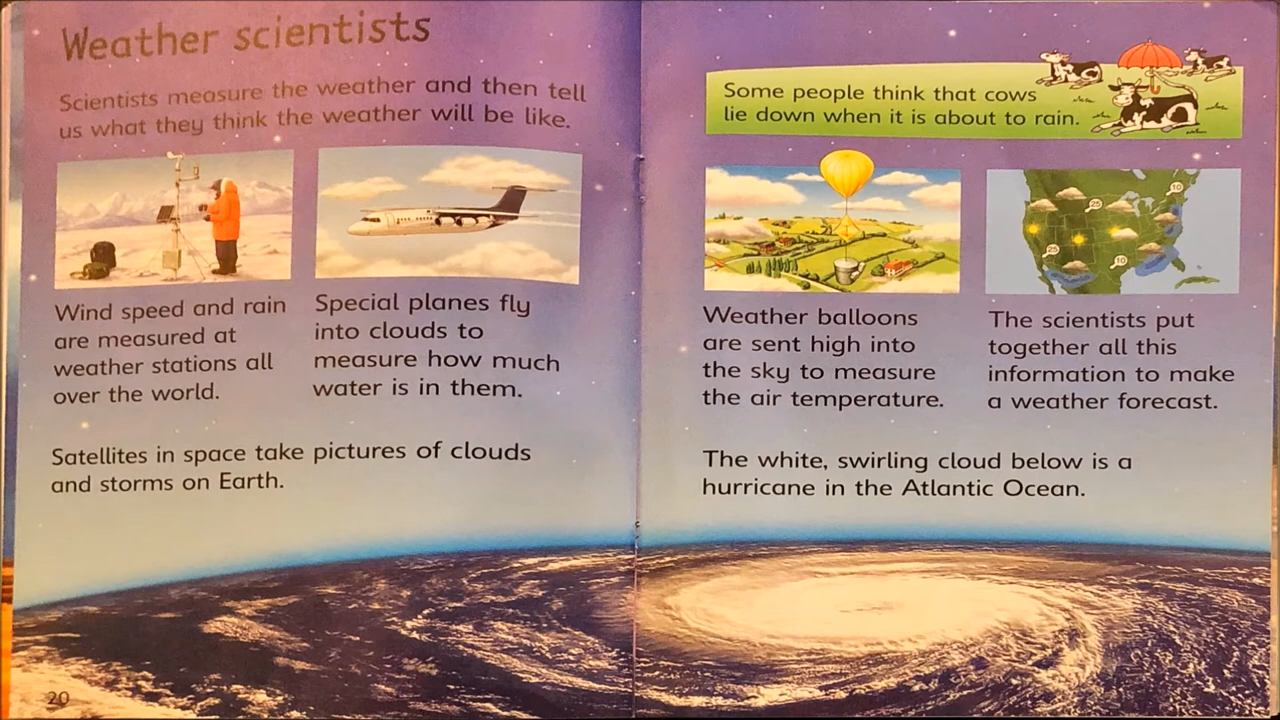 Weather scientists
Scientists measure the weather and then tell
us what they think the weather will be like.
Wind speed and rain
are measured at
weather stations all
over the world.
Special planes fly
into clouds to
measure how much
water is in them.
Satellites in space take pictures of clouds
and storms on Earth.
20
Some people think that cows
lie down when it is about to rain.
10
25
25
10
Weather balloons
are sent high into
the sky to measure
the air temperature.
The scientists put
together all this
information to make
a weather forecast.
The white, swirling cloud below is a
hurricane in the Atlantic Ocean.